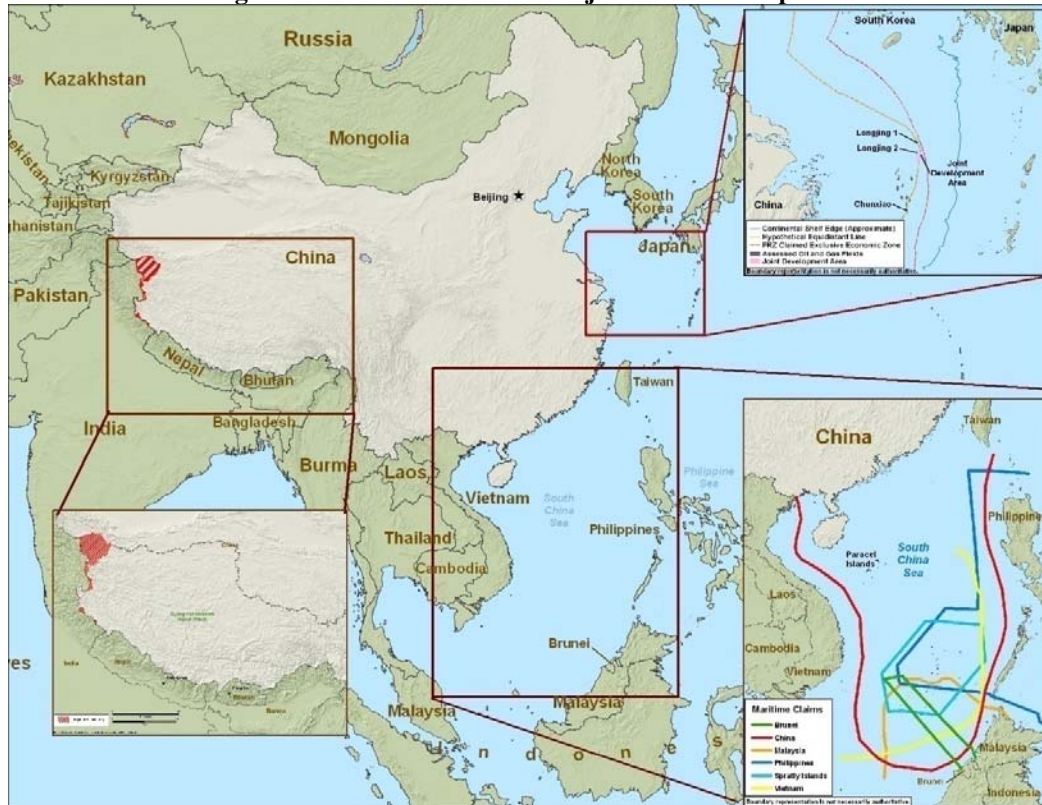 Russia
Kazakhstan
Mongolia
Kyrgyzstan
Tajikistan
North
Korea
South
Korea
Beijing
Japan
China
Pakistan
Nepal
Bhutan
India
Bangladesh
Burma
Laos
Vietnam
Thailand
Cambodia
Taiwan
South
China
Sea
Philippine
Sea
Philippines
Brunei
Malaysia
Malaysia
I n d o n e s
South Korea
Japan
Longjing 1
Longjing 2
Joint
Development
Area
Chunxiao
China
Continental Shelf Edge (Approximate)
Hypothetical Equidistant Line
PRZ Claimed Exclusive Economic Zone
Assessed Oil and Gas Fields
Joint Development Area
Boundary representation is not necessarily authoritative.
China
Taiwan
Philippines
Paracel
Islands
South
China
Sea
Laos
Cambodia
Vietnam
Malaysia
Brunei
Indonesia
Maritime Claims
Brunei
China
Malaysia
Philippines
Spratly Islands
Vietnam
Boundary representation is not necessarily authoritative.
India
Nepal
Bhutan